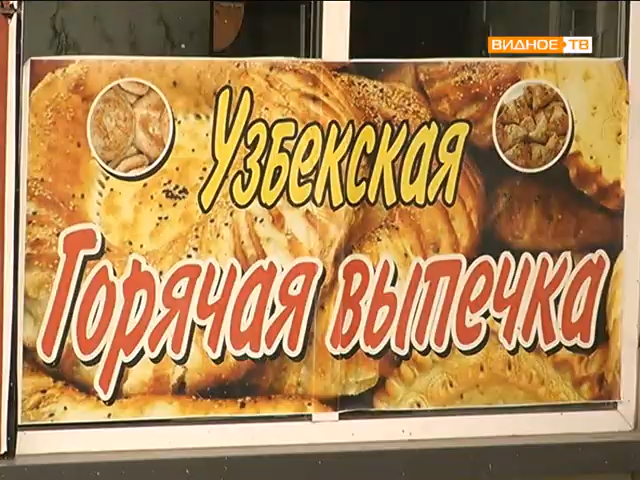 ВИДНОЕ ТВ
Узбекская
Горячая выпечка